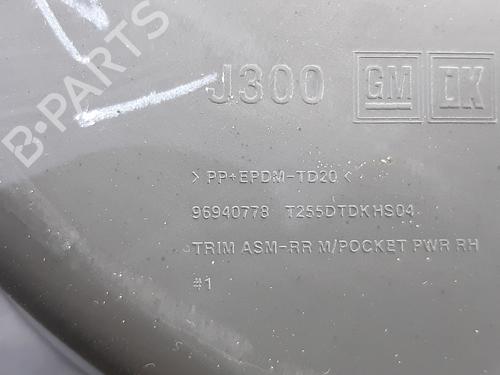 J300 GM DK
> PP+EPDM-TD20 <
96940778 T255DTDKHS04
TRIM ASM-RR M/POCKET PWR RH
#1
B-PARTS